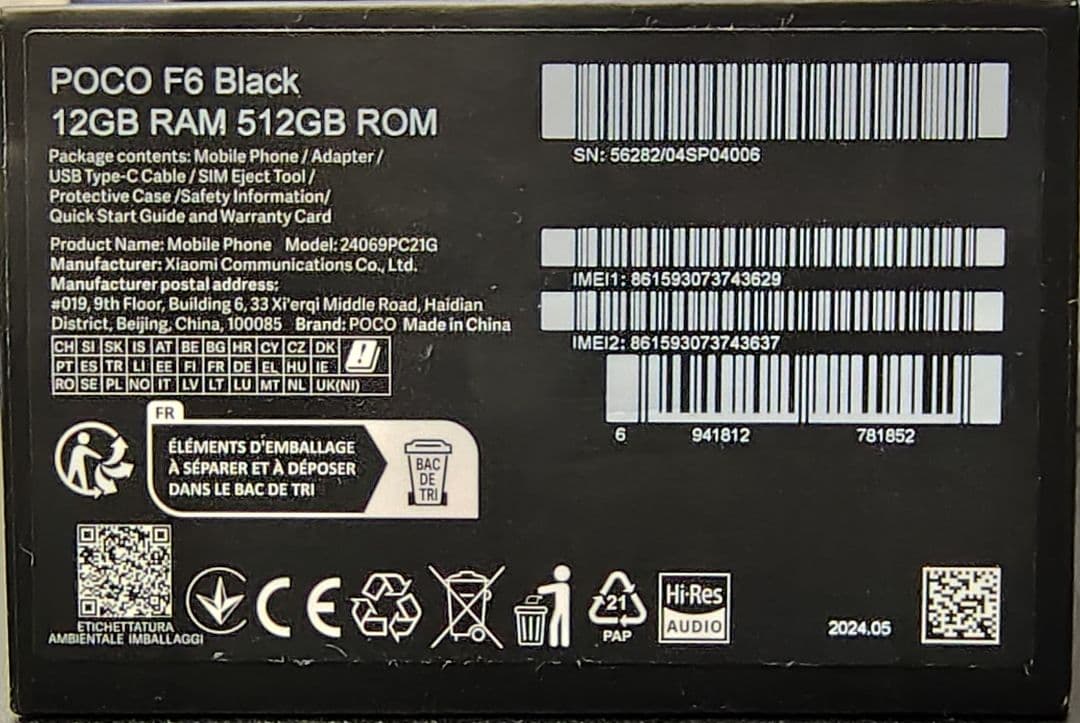 POCO F6 Black
12GB RAM 512GB ROM
Package contents: Mobile Phone / Adapter /
USB Type-C Cable / SIM Eject Tool /
Protective Case /Safety Information/
Quick Start Guide and Warranty Card
Product Name: Mobile Phone Model: 24069PC21G
Manufacturer: Xiaomi Communications Co., Ltd.
Manufacturer postal address:
#019, 9th Floor, Building 6, 33 Xi'erqi Middle Road, Haidian
District, Beijing, China, 100085 Brand: POCO Made in China
CH SI SK IS AT BE BG HR CY CZ DK
PT ES TR LI EE FI FR DE EL HU IE
RO SE PL NO IT LV LT LU MT NL UK(NI)
SN: 56282/04SP04006
IMEI1: 861593073743629
IMEI2: 861593073743637
6 941812 781852
FR
ÉLÉMENTS D'EMBALLAGE
À SÉPARER ET À DÉPOSER
DANS LE BAC DE TRI
BAC
DE
TRI
ETICHETTATURA
AMBIENTALE IMBALLAGGI
CE
21
PAP
Hi-Res
AUDIO
2024.05